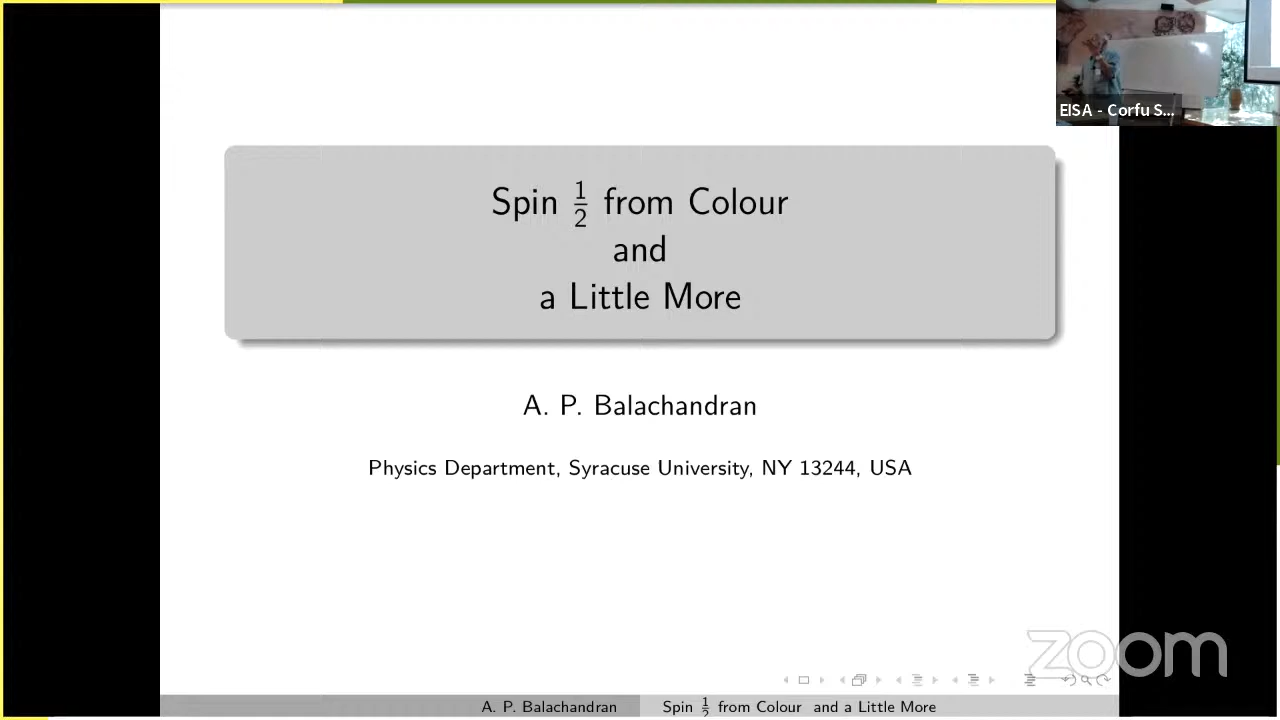 EISA - Corfu S...
Spin 1/2 from Colour
and
a Little More
A. P. Balachandran
Physics Department, Syracuse University, NY 13244, USA
zoom
A. P. Balachandran
Spin 1/2 from Colour and a Little More